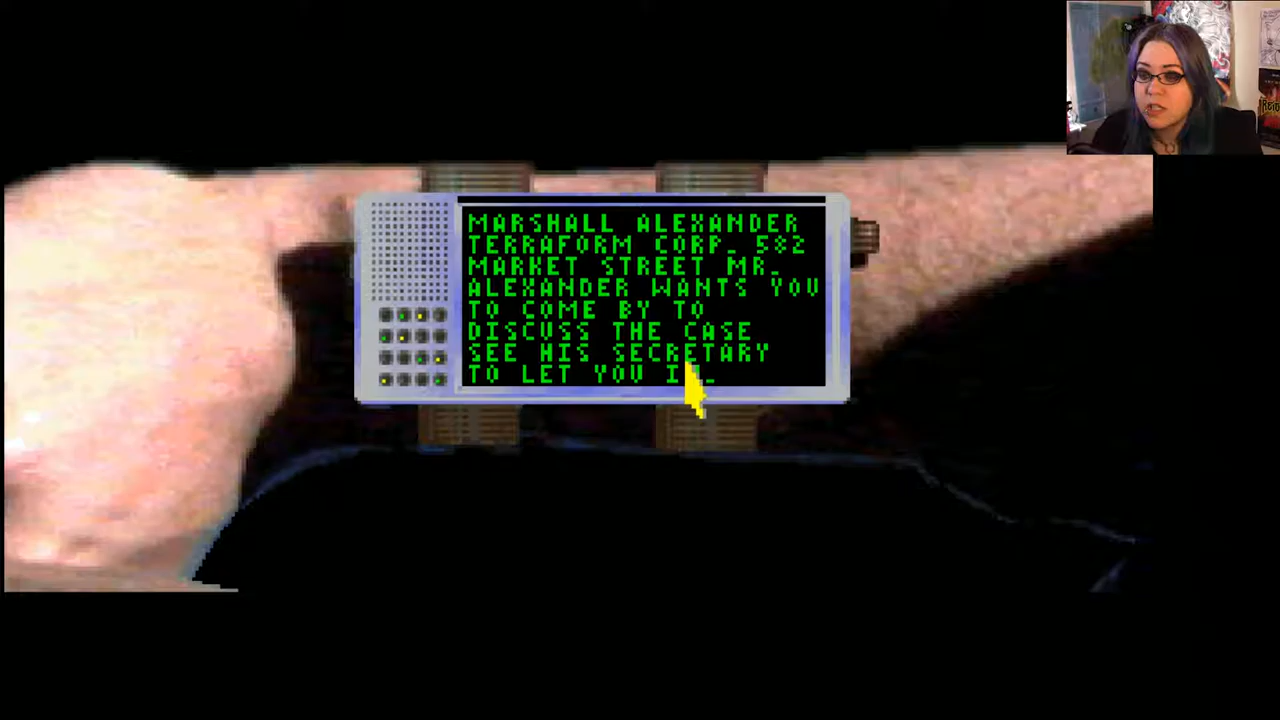 MARSHALL ALEXANDER
TERRAFORM CORP. 582
MARKET STREET MR.
ALEXANDER WANTS YOU
TO COME BY TO
DISCUSS THE CASE
SEE HIS SECRETARY
TO LET YOU